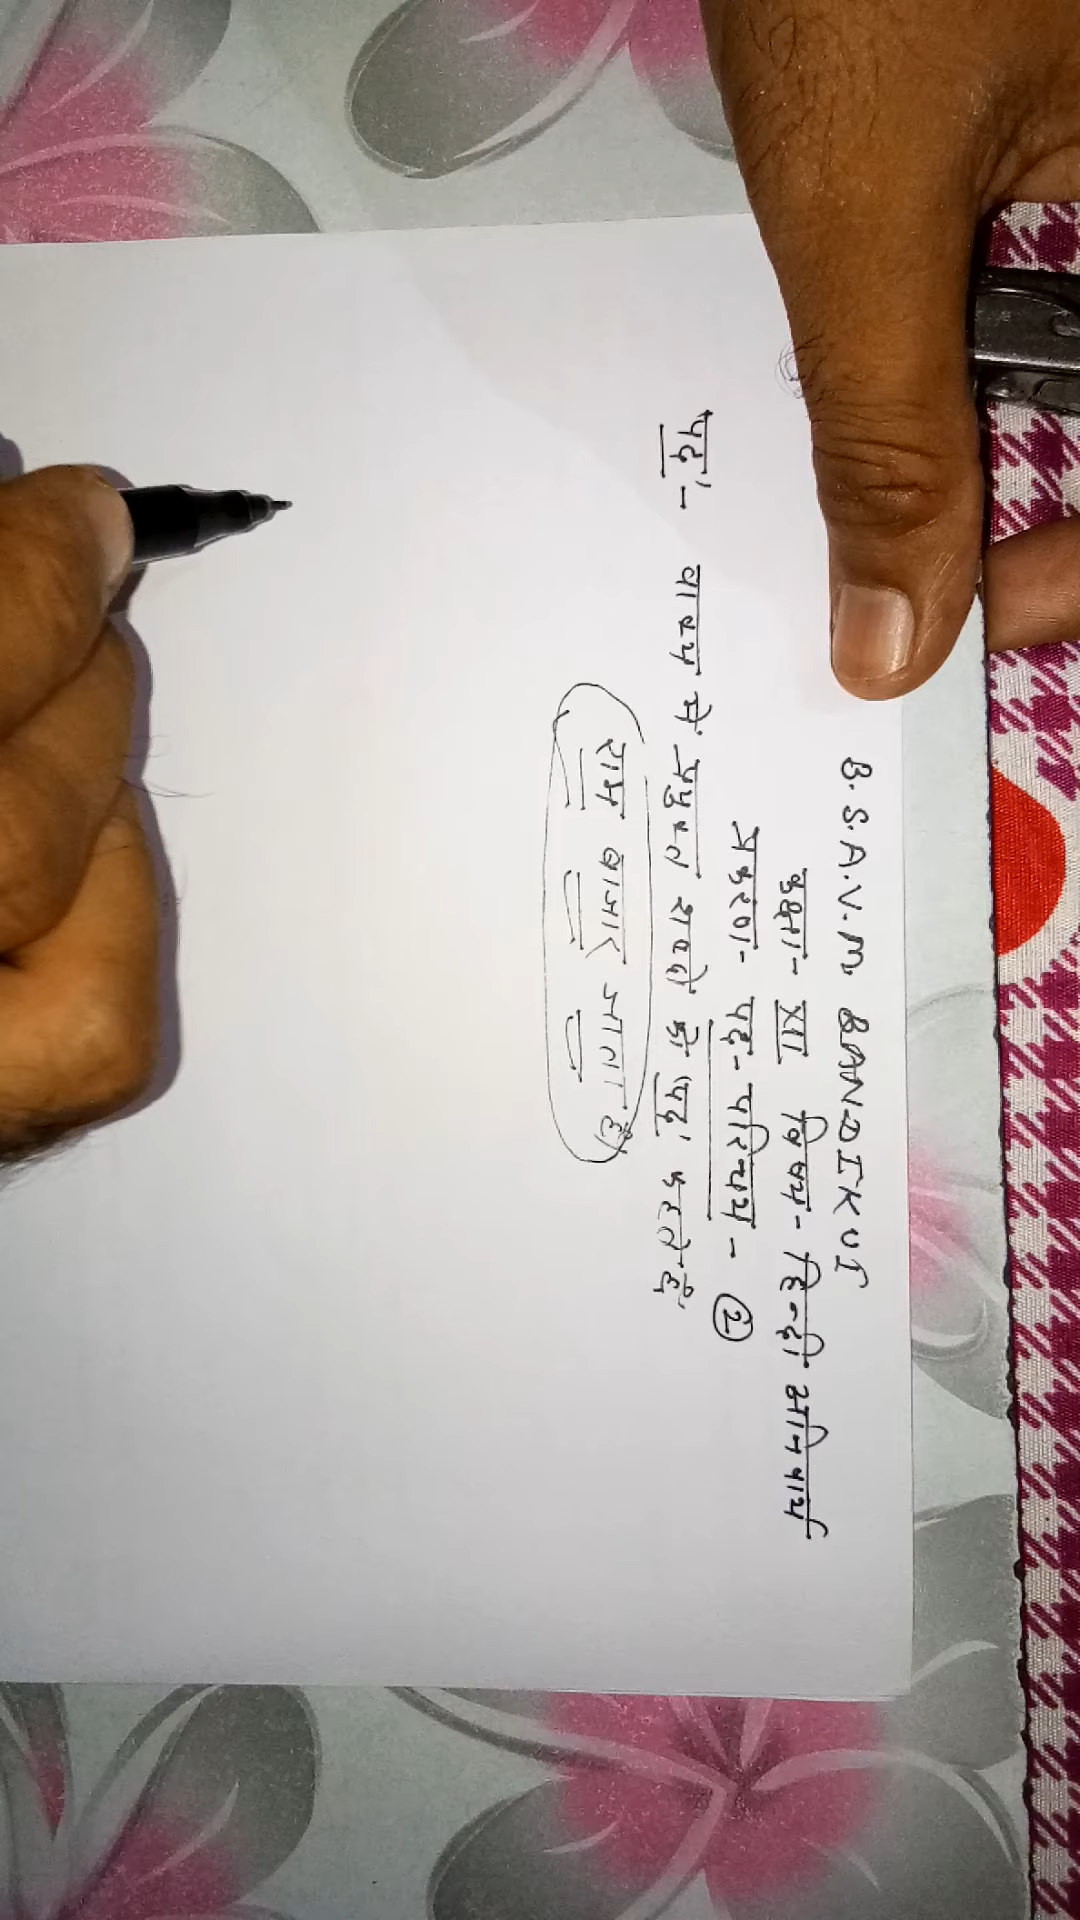 B.S.A.V.M. BANDIKUI
कक्षा- XII विषय- हिन्दी अनिवार्य
प्रकरण- पद- परिचय - ②
'पद'- वाक्य में प्रयुक्त शब्दों को 'पद' कहते हैं
राम बाजार जाता है।